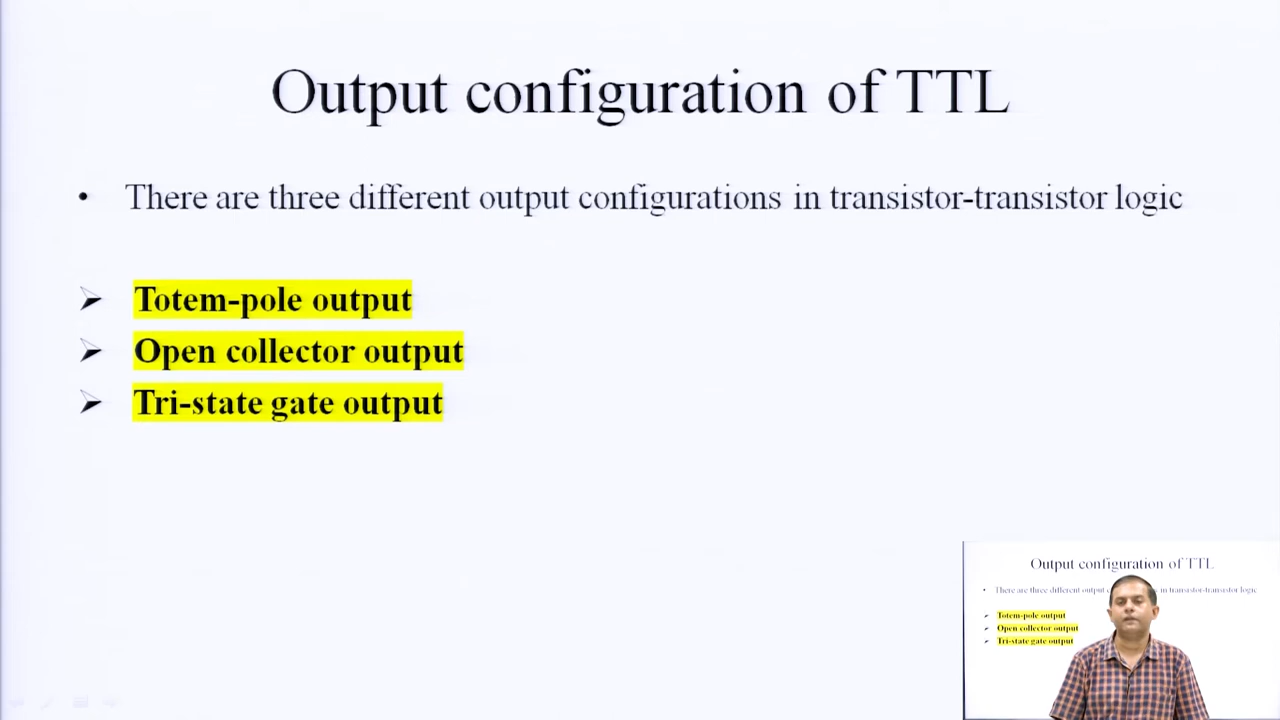 Output configuration of TTL
• There are three different output configurations in transistor-transistor logic
➢ Totem-pole output
➢ Open collector output
➢ Tri-state gate output
Output configuration of TTL
• There are three different output in transistor-transistor logic
➢ Totem-pole output
➢ Open collector output
➢ Tri-state gate output